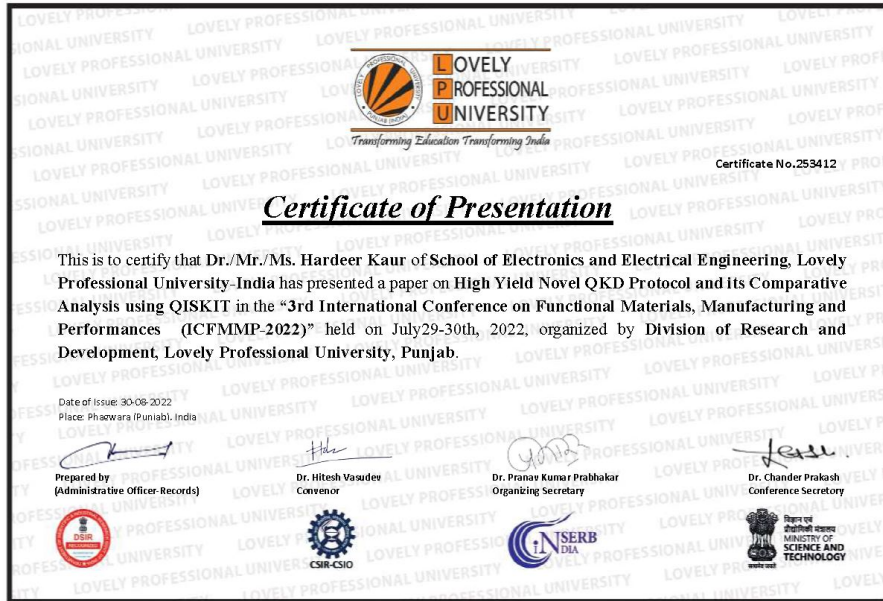 LOVELY
PROFESSIONAL
UNIVERSITY
Transforming Education Transforming India
Certificate No.253412
Certificate of Presentation
This is to certify that Dr./Mr./Ms. Hardeer Kaur of School of Electronics and Electrical Engineering, Lovely
Professional University-India has presented a paper on High Yield Novel QKD Protocol and its Comparative
Analysis using QISKIT in the “3rd International Conference on Functional Materials, Manufacturing and
Performances (ICFMMP-2022)” held on July29-30th, 2022, organized by Division of Research and
Development, Lovely Professional University, Punjab.
Date of Issue: 30-08-2022
Place: Phagwara (Punjab). India
Prepared by
(Administrative Officer-Records)
Dr. Hitesh Vasudev
Convenor
Dr. Pranav Kumar Prabhakar
Organizing Secretary
Dr. Chander Prakash
Conference Secretary
DSIR
CSIR-CSIO
SERB
INDIA
विज्ञान एवं
प्रौद्योगिकी मंत्रालय
MINISTRY OF
SCIENCE AND
TECHNOLOGY
सत्यमेव जयते